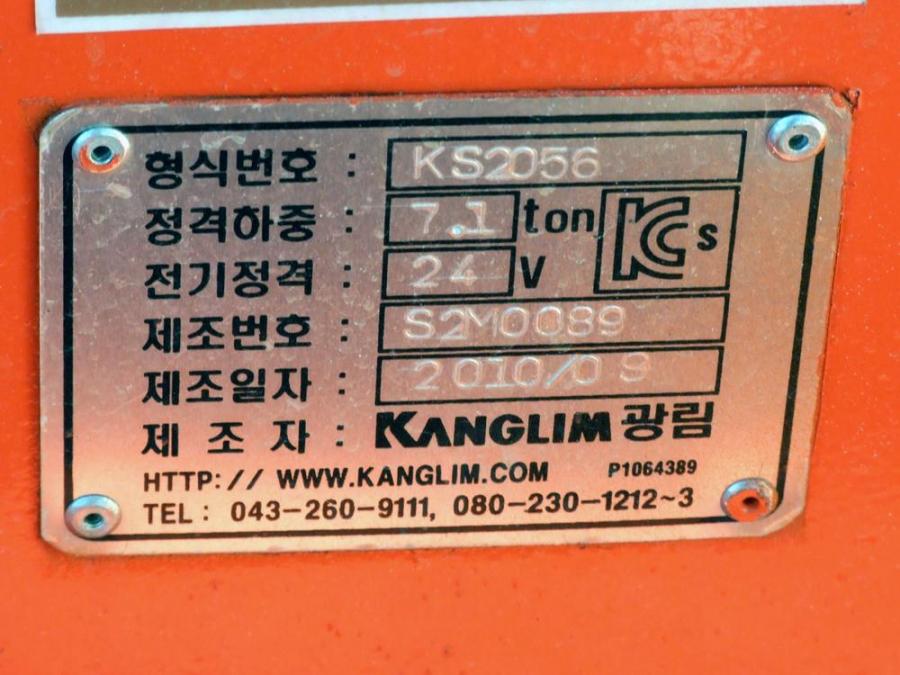 형식번호 : KS2056
정격하중 : 7.1 ton
KCs
전기정격 : 24 V
제조번호 : S2M0089
제조일자 : 2010/09
제 조 자 : KANGLIM 광림
HTTP: // WWW.KANGLIM.COM P1064389
TEL : 043-260-9111, 080-230-1212~3